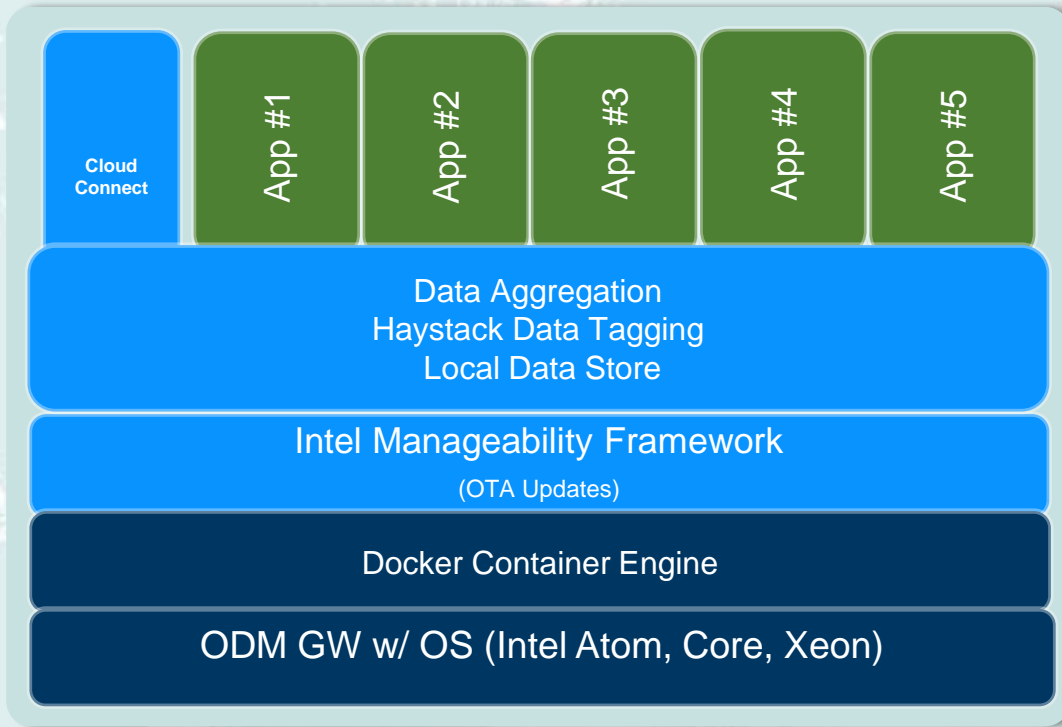 Cloud
Connect
App #1
App #2
App #3
App #4
App #5
Data Aggregation
Haystack Data Tagging
Local Data Store
Intel Manageability Framework
(OTA Updates)
Docker Container Engine
ODM GW w/ OS (Intel Atom, Core, Xeon)